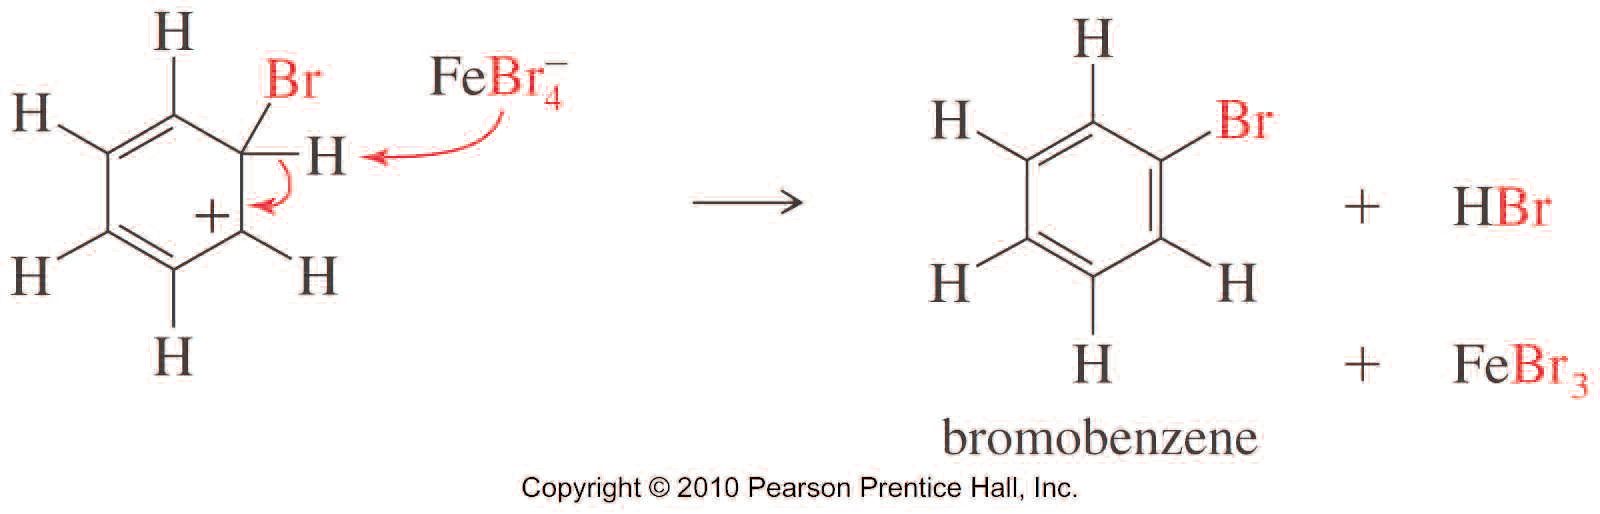 H
Br
FeBr₄⁻
H
H
H
H
H
H
Br
H
H
H
H
+
+ HBr
+ FeBr₃
bromobenzene
Copyright © 2010 Pearson Prentice Hall, Inc.